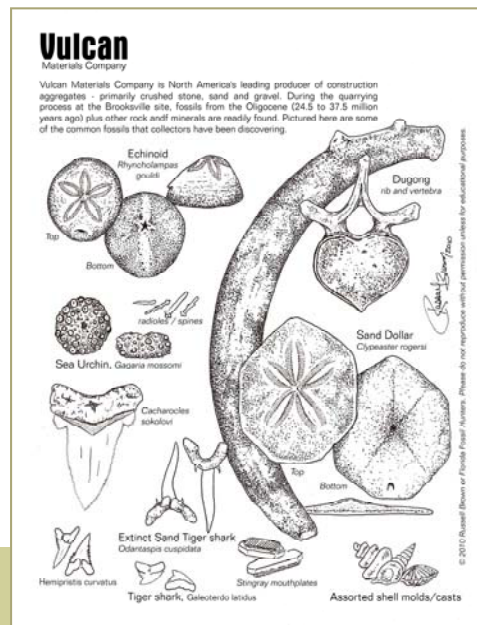 Vulcan
Materials Company
Vulcan Materials Company is North America's leading producer of construction
aggregates - primarily crushed stone, sand and gravel. During the quarrying
process at the Brooksville site, fossils from the Oligocene (24.5 to 37.5 million
years ago) plus other rock andf minerals are readily found. Pictured here are some
of the common fossils that collectors have been discovering.
Echinoid
Rhyncholampas
gouldii
Top
Bottom
Dugong
rib and vertebra
radioles / spines
Sea Urchin, Gagaria mossomi
Sand Dollar
Clypeaster rogersi
Cacharocles
sokolovi
Top
Bottom
Extinct Sand Tiger shark
Odantaspis cuspidata
Hemipristis curvatus
Tiger shark, Galeoterdo latidus
Stingray mouthplates
Assorted shell molds/casts
© 2010 Russell Brown or Florida Fossil Hunters. Please do not reproduce without permission unless for educational purposes.